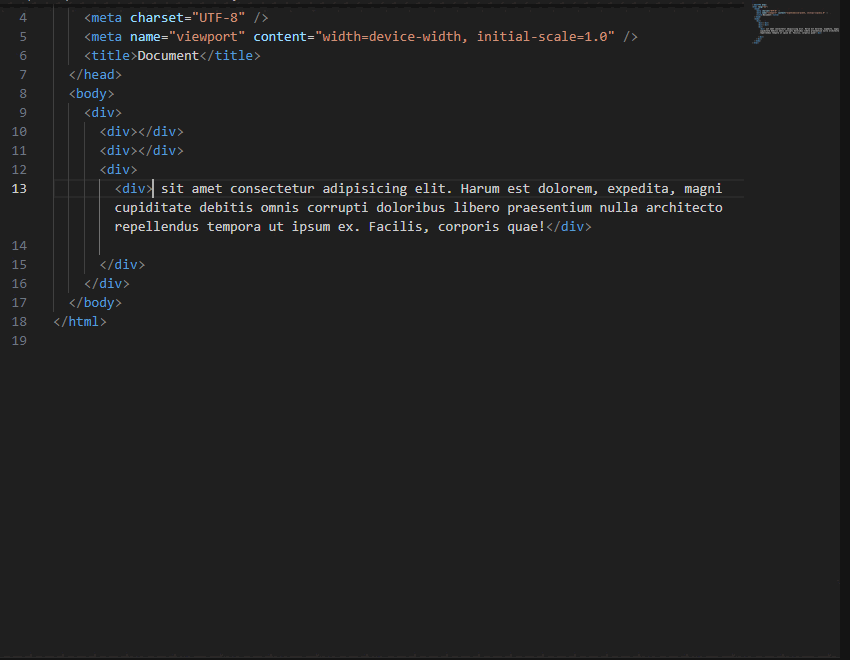 4 <meta charset="UTF-8" />
5 <meta name="viewport" content="width=device-width, initial-scale=1.0" />
6 <title>Document</title>
7 </head>
8 <body>
9 <div>
10 <div></div>
11 <div></div>
12 <div>
13 <div> sit amet consectetur adipisicing elit. Harum est dolorem, expedita, magni
cupiditate debitis omnis corrupti doloribus libero praesentium nulla architecto
repellendus tempora ut ipsum ex. Facilis, corporis quae!</div>
14
15 </div>
16 </div>
17 </body>
18 </html>
19